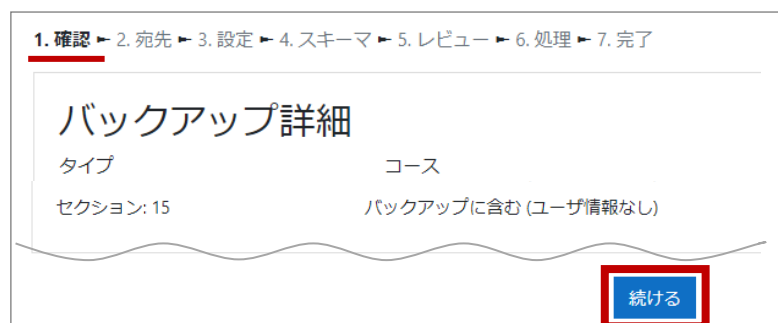 1. 確認 ► 2. 宛先 ► 3. 設定 ► 4. スキーマ ► 5. レビュー ► 6. 処理 ► 7. 完了
バックアップ詳細
タイプ コース
セクション: 15 バックアップに含む (ユーザ情報なし)
続ける